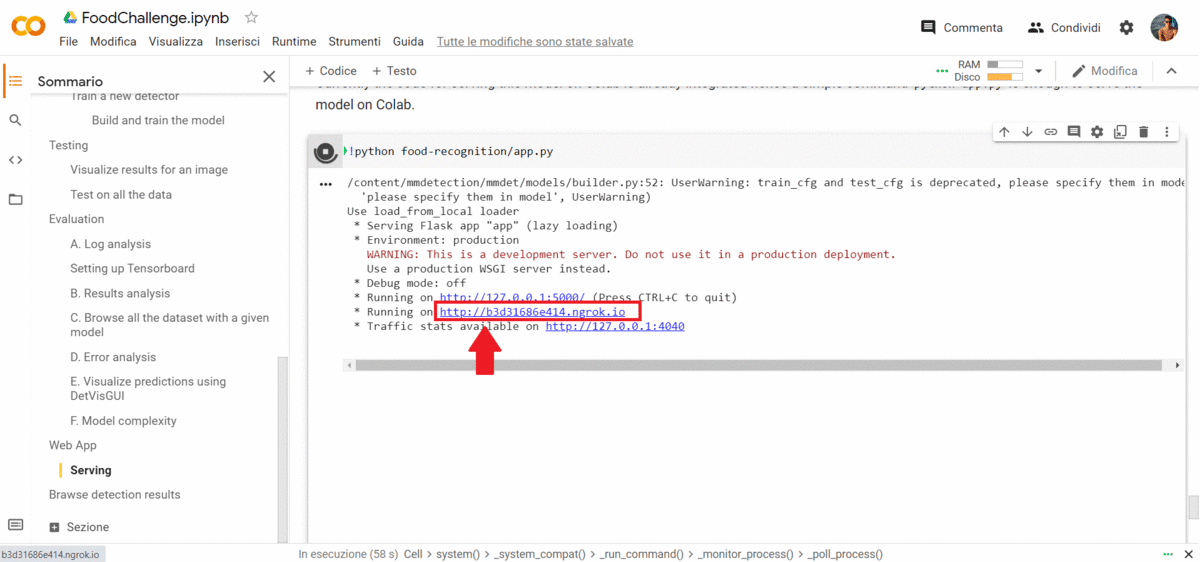 FoodChallenge.ipynb
File Modifica Visualizza Inserisci Runtime Strumenti Guida Tutte le modifiche sono state salvate
Commenta Condividi
Sommario
+ Codice + Testo
RAM
Disco
Modifica
Train a new detector
Build and train the model
Testing
Visualize results for an image
Test on all the data
Evaluation
A. Log analysis
Setting up Tensorboard
B. Results analysis
C. Browse all the dataset with a given
model
D. Error analysis
E. Visualize predictions using
DetVisGUI
F. Model complexity
Web App
Serving
Browse detection results
Sezione
model on Colab.
!python food-recognition/app.py
/content/mmdetection/mmdet/models/builder.py:52: UserWarning: train_cfg and test_cfg is deprecated, please specify them in mode
'please specify them in model', UserWarning)
Use load_from_local loader
* Serving Flask app "app" (lazy loading)
* Environment: production
WARNING: This is a development server. Do not use it in a production deployment.
Use a production WSGI server instead.
* Debug mode: off
* Running on http://127.0.0.1:5000/ (Press CTRL+C to quit)
* Running on http://b3d31686e414.ngrok.io
* Traffic stats available on http://127.0.0.1:4040
b3d31686e414.ngrok.io
In esecuzione (58 s) Cell > system() > _system_compat() > _run_command() > _monitor_process() > _poll_process()